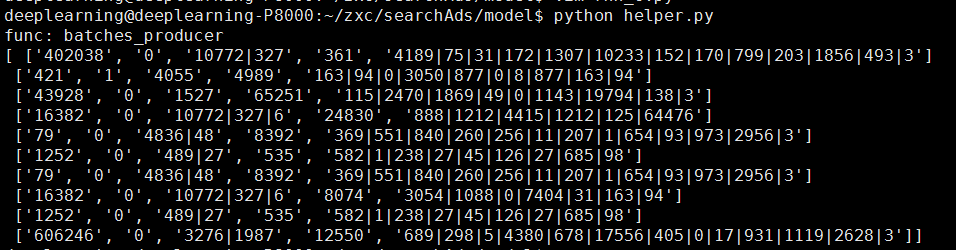 deeplearning@deeplearning-P8000:~/zxc/searchAds/model$ python helper.py
func: batches_producer
[ ['402038', '0', '10772|327', '361', '4189|75|31|172|1307|10233|152|170|799|203|1856|493|3']
['421', '1', '4055', '4989', '163|94|0|3050|877|0|8|877|163|94']
['43928', '0', '1527', '65251', '115|2470|1869|49|0|1143|19794|138|3']
['16382', '0', '10772|327|6', '24830', '888|1212|4415|1212|125|64476']
['79', '0', '4836|48', '8392', '369|551|840|260|256|11|207|1|654|93|973|2956|3']
['1252', '0', '489|27', '535', '582|1|238|27|45|126|27|685|98']
['79', '0', '4836|48', '8392', '369|551|840|260|256|11|207|1|654|93|973|2956|3']
['16382', '0', '10772|327|6', '8074', '3054|1088|0|7404|31|163|94']
['1252', '0', '489|27', '535', '582|1|238|27|45|126|27|685|98']
['606246', '0', '3276|1987', '12550', '689|298|5|4380|678|17556|405|0|17|931|1119|2628|3']]